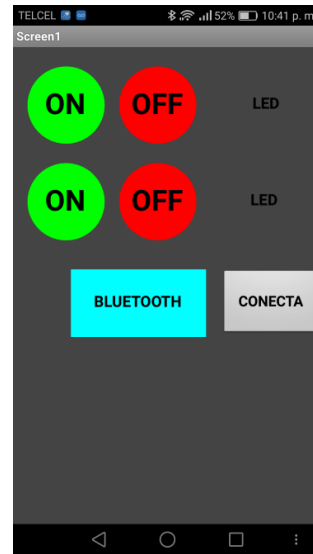 TELCEL 52% 10:41 p. m
Screen1
ON OFF LED
ON OFF LED
BLUETOOTH CONECTA